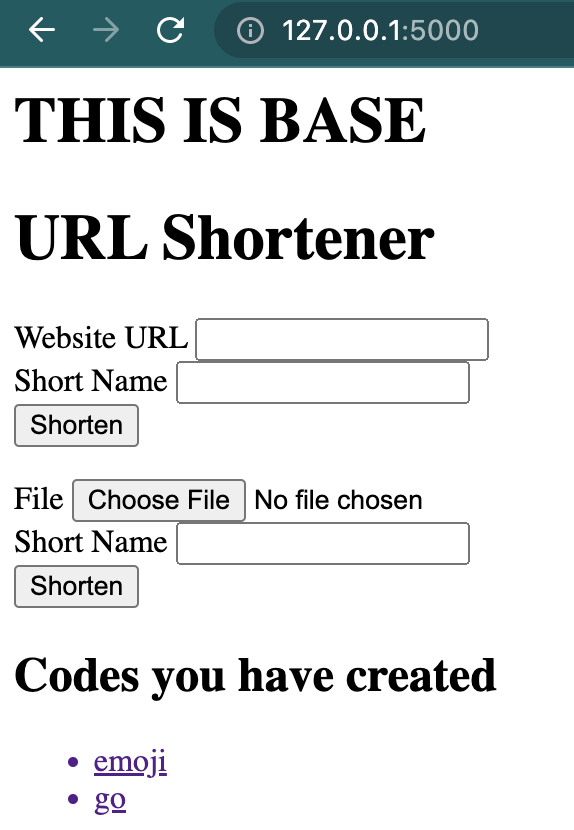 127.0.0.1:5000
THIS IS BASE
URL Shortener
Website URL
Short Name
Shorten
File Choose File No file chosen
Short Name
Shorten
Codes you have created
emoji
go